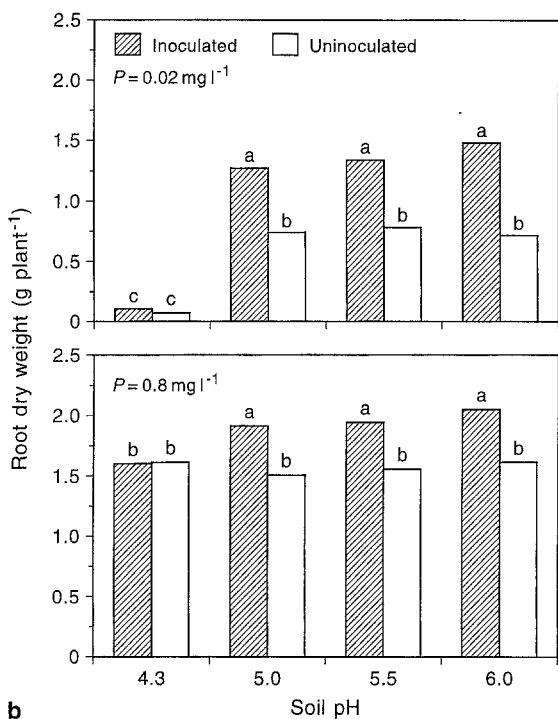 2.5
Inoculated Uninoculated
P = 0.02 mg l⁻¹
2.0
a
1.5
a
a
1.0
b
b
b
0.5
c c
0
Root dry weight (g plant⁻¹)
2.5
P = 0.8 mg l⁻¹
a
a
a
2.0
b b
b
b
b
1.5
1.0
0.5
0
4.3 5.0 5.5 6.0
b Soil pH